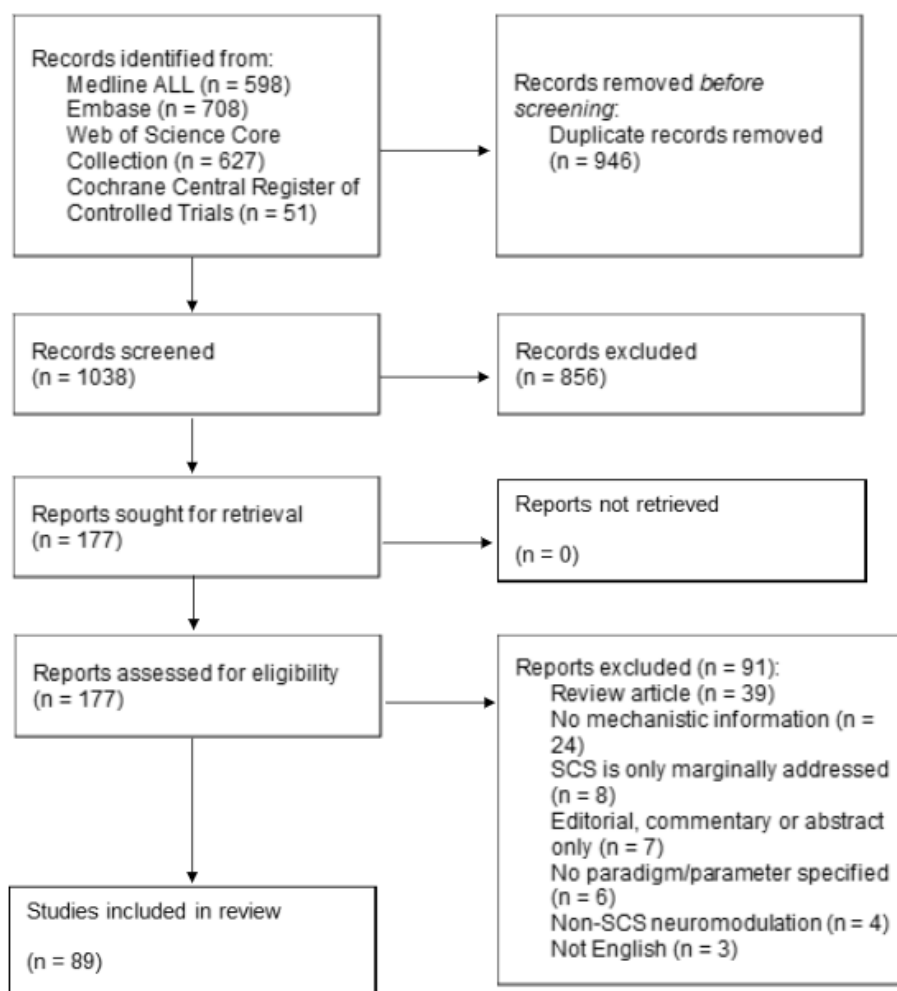 Records identified from:
Medline ALL (n = 598)
Embase (n = 708)
Web of Science Core
Collection (n = 627)
Cochrane Central Register of
Controlled Trials (n = 51)
Records removed before
screening:
Duplicate records removed
(n = 946)
Records screened
(n = 1038)
Records excluded
(n = 856)
Reports sought for retrieval
(n = 177)
Reports not retrieved
(n = 0)
Reports assessed for eligibility
(n = 177)
Reports excluded (n = 91):
Review article (n = 39)
No mechanistic information (n =
24)
SCS is only marginally addressed
(n = 8)
Editorial, commentary or abstract
only (n = 7)
No paradigm/parameter specified
(n = 6)
Non-SCS neuromodulation (n = 4)
Not English (n = 3)
Studies included in review
(n = 89)